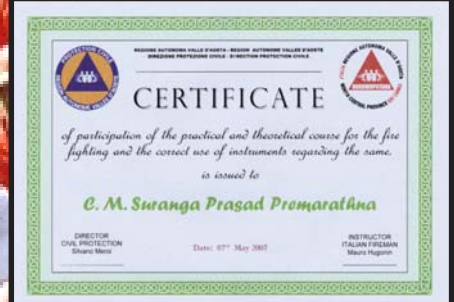 REGIONE AUTONOMA VALLE D'AOSTA - REGION AUTONOME VALLEE D'AOSTE
DIREZIONE PROTEZIONE CIVILE - DIRECTION PROTECTION CIVILE
CERTIFICATE
of participation of the practical and theoretical course for the fire
fighting and the correct use of instruments regarding the same,
is issued to
C. M. Suranga Prasad Premarathna
DIRECTOR
CIVIL PROTECTION
Silvano Meroi
Date: 07th May 2007
INSTRUCTOR
ITALIAN FIREMAN
Mauro Hugonin